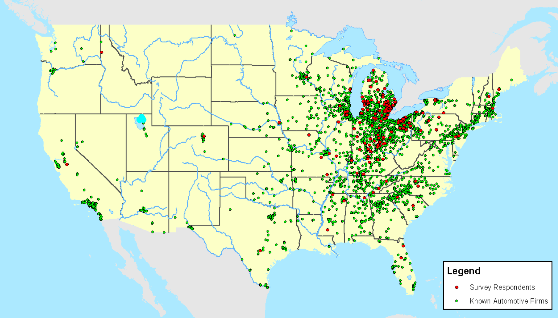 Legend
Survey Respondents
Known Automotive Firms